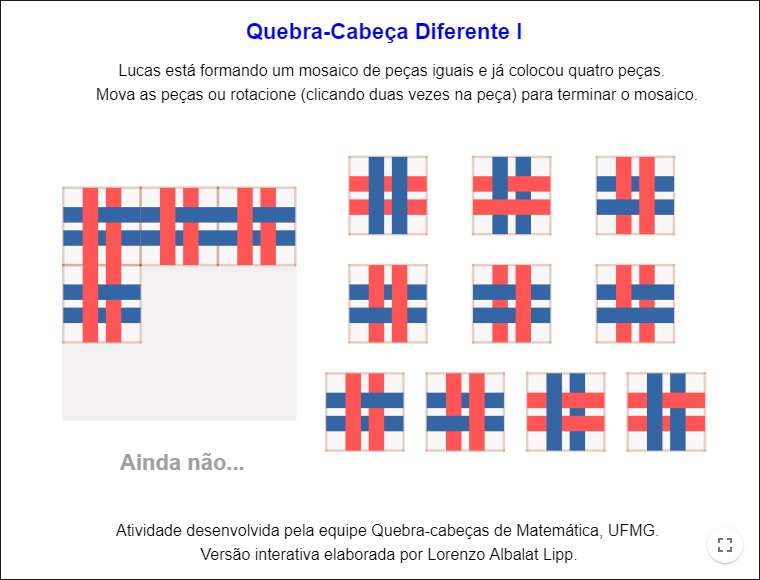 Quebra-Cabeça Diferente I
Lucas está formando um mosaico de peças iguais e já colocou quatro peças.
Mova as peças ou rotacione (clicando duas vezes na peça) para terminar o mosaico.
Ainda não...
Atividade desenvolvida pela equipe Quebra-cabeças de Matemática, UFMG.
Versão interativa elaborada por Lorenzo Albalat Lipp.